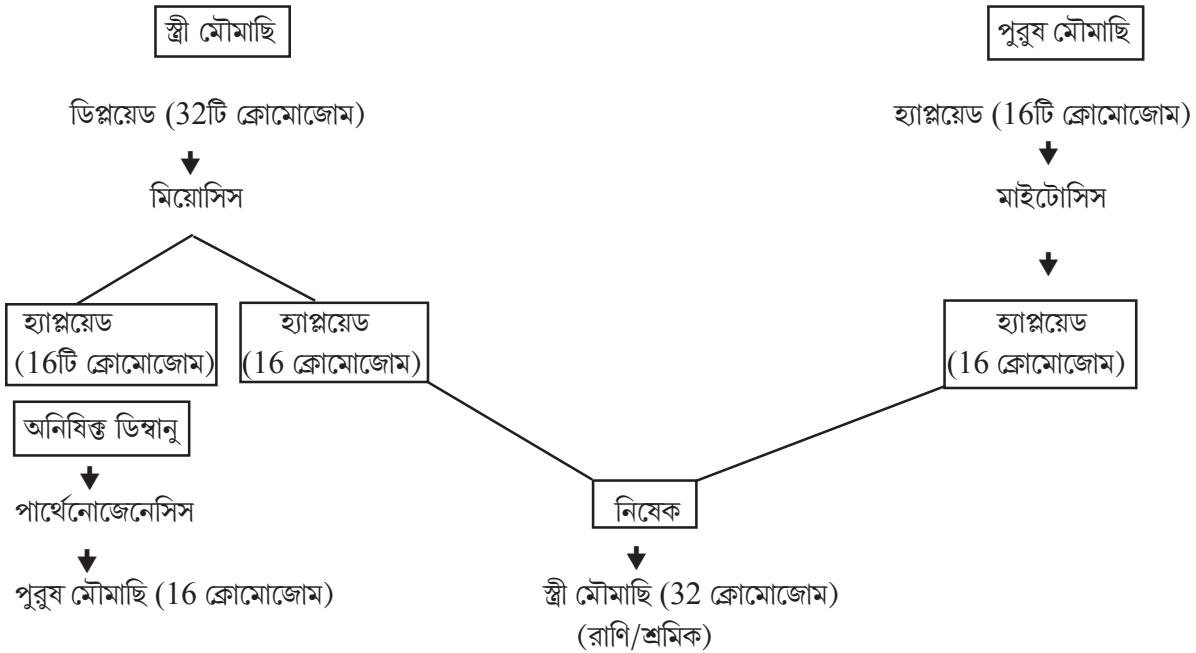 স্ত্রী মৌমাছি
পুরুষ মৌমাছি
ডিপ্লয়েড (32টি ক্রোমোজোম)
হ্যাপ্লয়েড (16টি ক্রোমোজোম)
মিয়োসিস
মাইটোসিস
হ্যাপ্লয়েড
(16টি ক্রোমোজোম)
হ্যাপ্লয়েড
(16 ক্রোমোজোম)
হ্যাপ্লয়েড
(16 ক্রোমোজোম)
অনিষিক্ত ডিম্বানু
পার্থেনোজেনেসিস
নিষেক
পুরুষ মৌমাছি (16 ক্রোমোজোম)
স্ত্রী মৌমাছি (32 ক্রোমোজোম)
(রাণি/শ্রমিক)